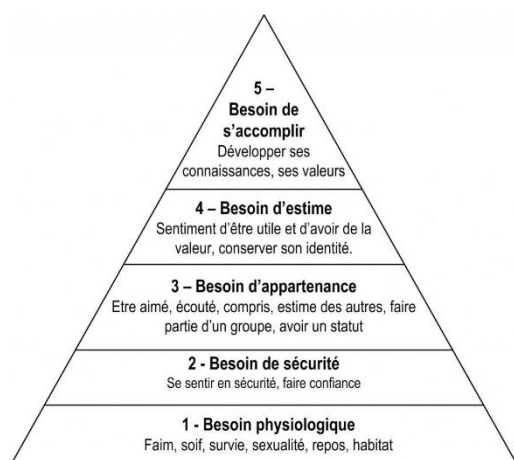 5 –
Besoin de
s'accomplir
Développer ses
connaissances, ses valeurs
4 – Besoin d'estime
Sentiment d'être utile et d'avoir de la
valeur, conserver son identité.
3 – Besoin d'appartenance
Etre aimé, écouté, compris, estime des autres, faire
partie d'un groupe, avoir un statut
2 - Besoin de sécurité
Se sentir en sécurité, faire confiance
1 - Besoin physiologique
Faim, soif, survie, sexualité, repos, habitat